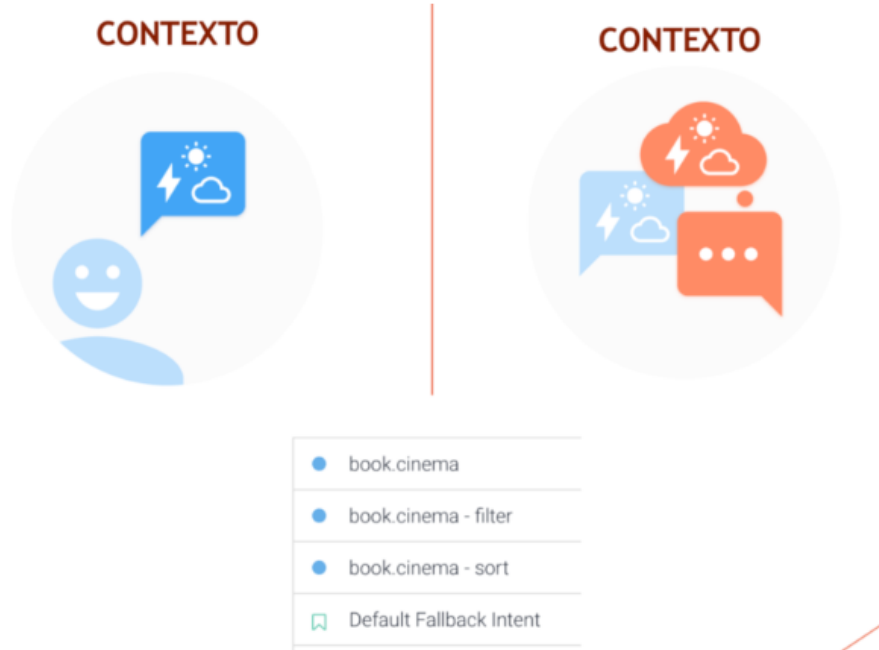 CONTEXTO
CONTEXTO
book.cinema
book.cinema - filter
book.cinema - sort
Default Fallback Intent